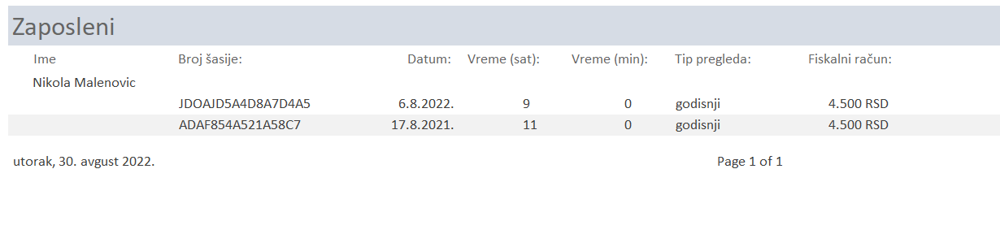 Zaposleni
Ime Broj šasije: Datum: Vreme (sat): Vreme (min): Tip pregleda: Fiskalni račun:
Nikola Malenovic
JDOAJD5A4D8A7D4A5 6.8.2022. 9 0 godisnji 4.500 RSD
ADAF854A521A58C7 17.8.2021. 11 0 godisnji 4.500 RSD
utorak, 30. avgust 2022. Page 1 of 1